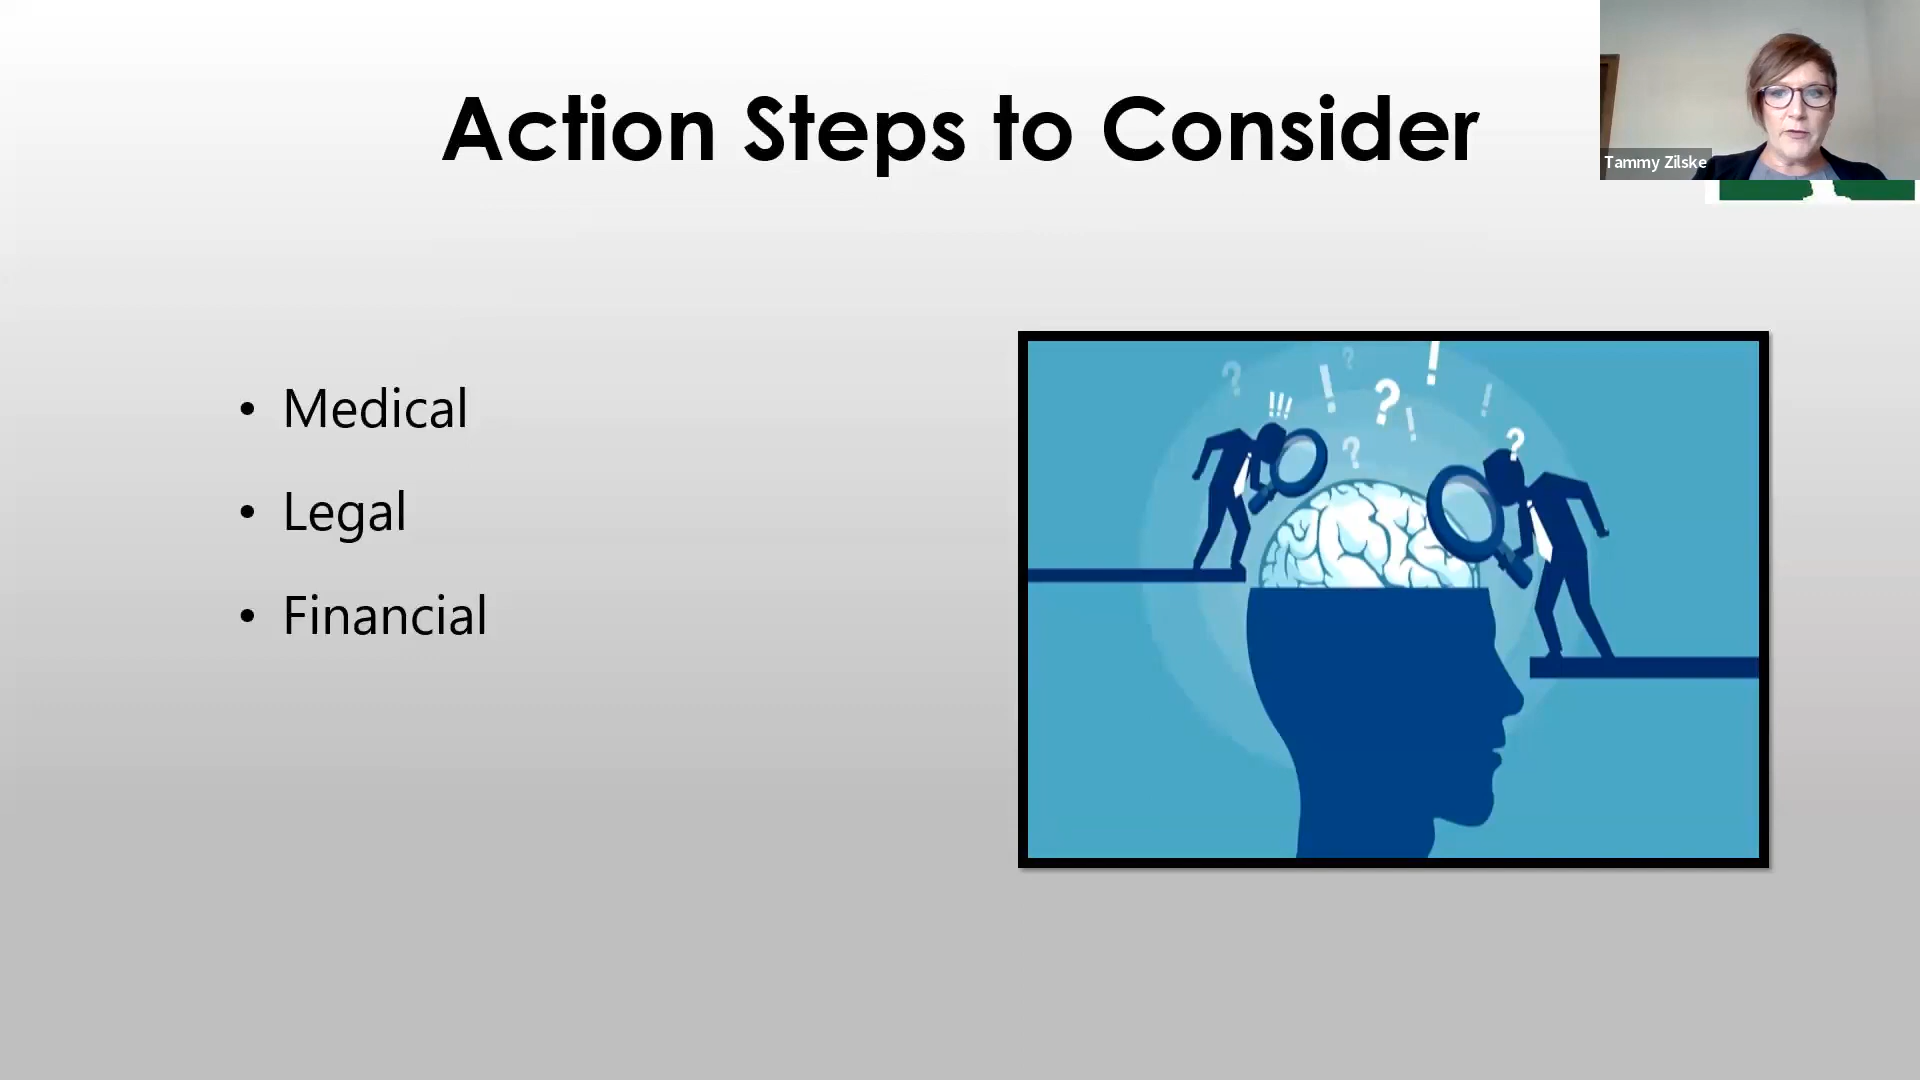 Action Steps to Consider
Tammy Zilske
• Medical
• Legal
• Financial
? ! ? ! !!! ? ! ! ? ?